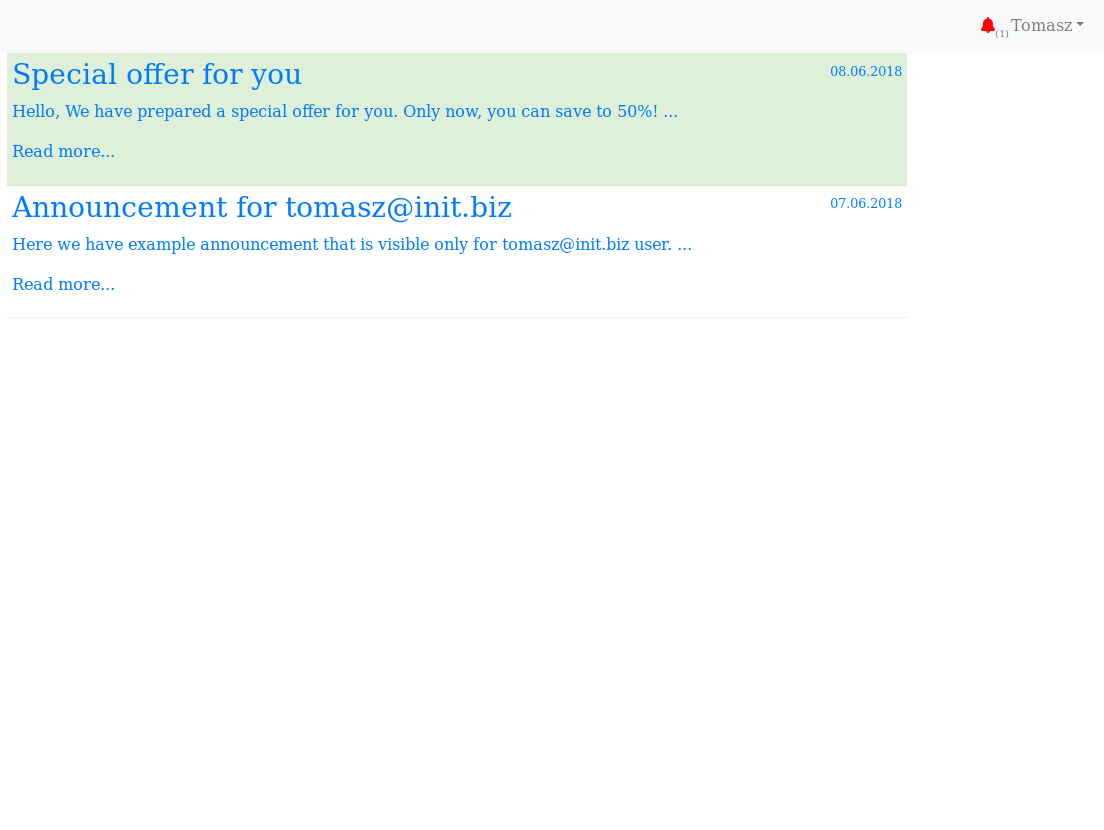 (1) Tomasz
Special offer for you
08.06.2018
Hello, We have prepared a special offer for you. Only now, you can save to 50%! ...
Read more...
Announcement for tomasz@init.biz
07.06.2018
Here we have example announcement that is visible only for tomasz@init.biz user. ...
Read more...